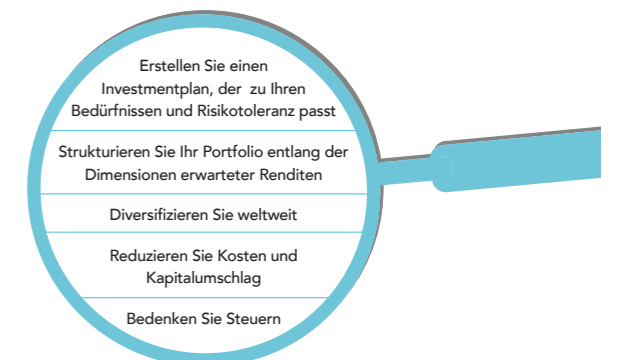 Erstellen Sie einen
Investmentplan, der zu Ihren
Bedürfnissen und Risikotoleranz passt
Strukturieren Sie Ihr Portfolio entlang der
Dimensionen erwarteter Renditen
Diversifizieren Sie weltweit
Reduzieren Sie Kosten und
Kapitalumschlag
Bedenken Sie Steuern